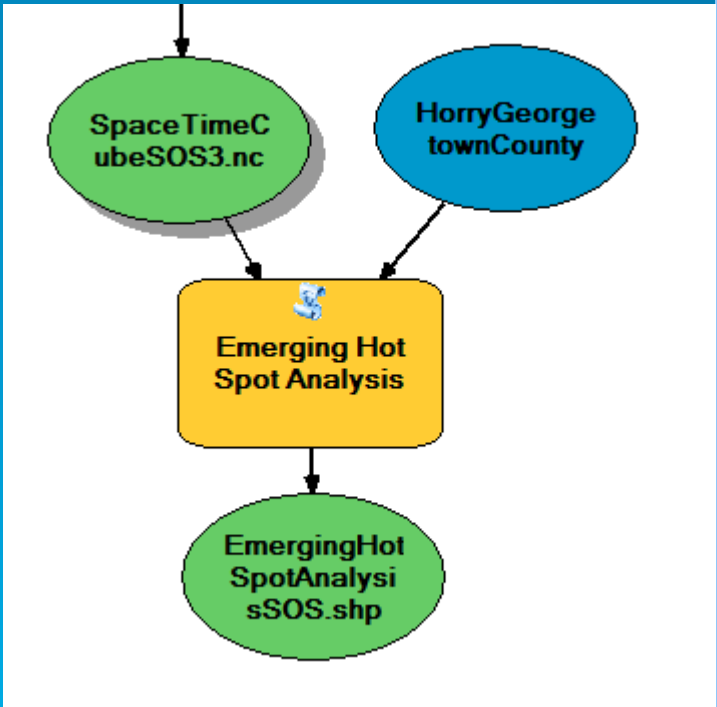 SpaceTimeC
ubeSOS3.nc
HorryGeorge
townCounty
Emerging Hot
Spot Analysis
EmergingHot
SpotAnalysi
sSOS.shp